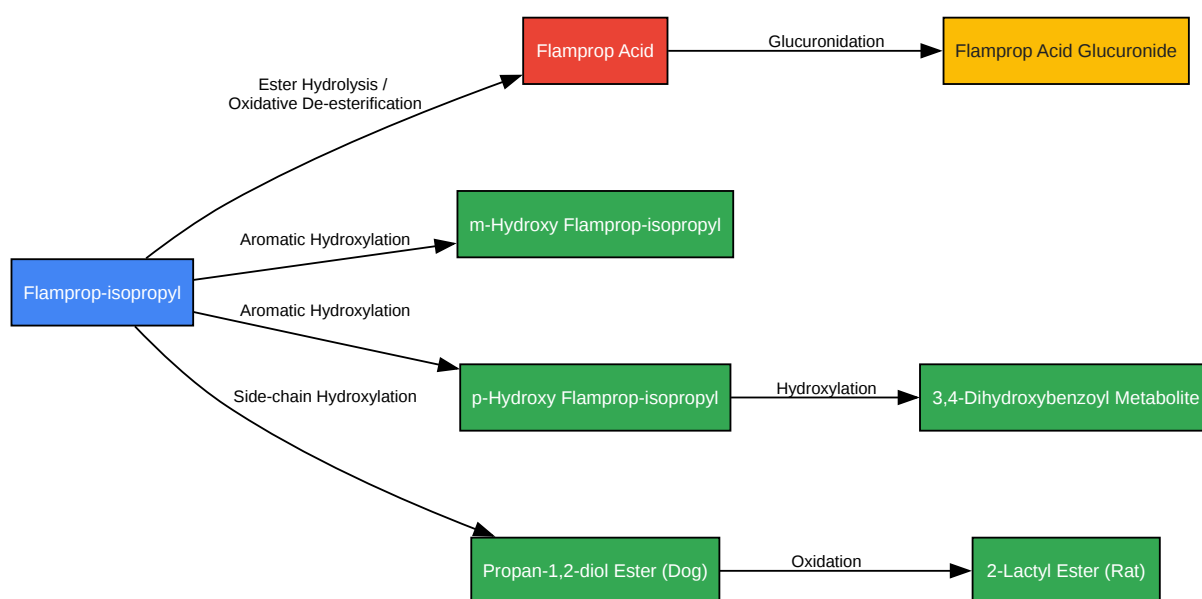 Flamprop Acid
Glucuronidation
Flamprop Acid Glucuronide
Ester Hydrolysis /
Oxidative De-esterification
m-Hydroxy Flamprop-isopropyl
Aromatic Hydroxylation
Flamprop-isopropyl
Aromatic Hydroxylation
p-Hydroxy Flamprop-isopropyl
Hydroxylation
3,4-Dihydroxybenzoyl Metabolite
Side-chain Hydroxylation
Propan-1,2-diol Ester (Dog)
Oxidation
2-Lactyl Ester (Rat)